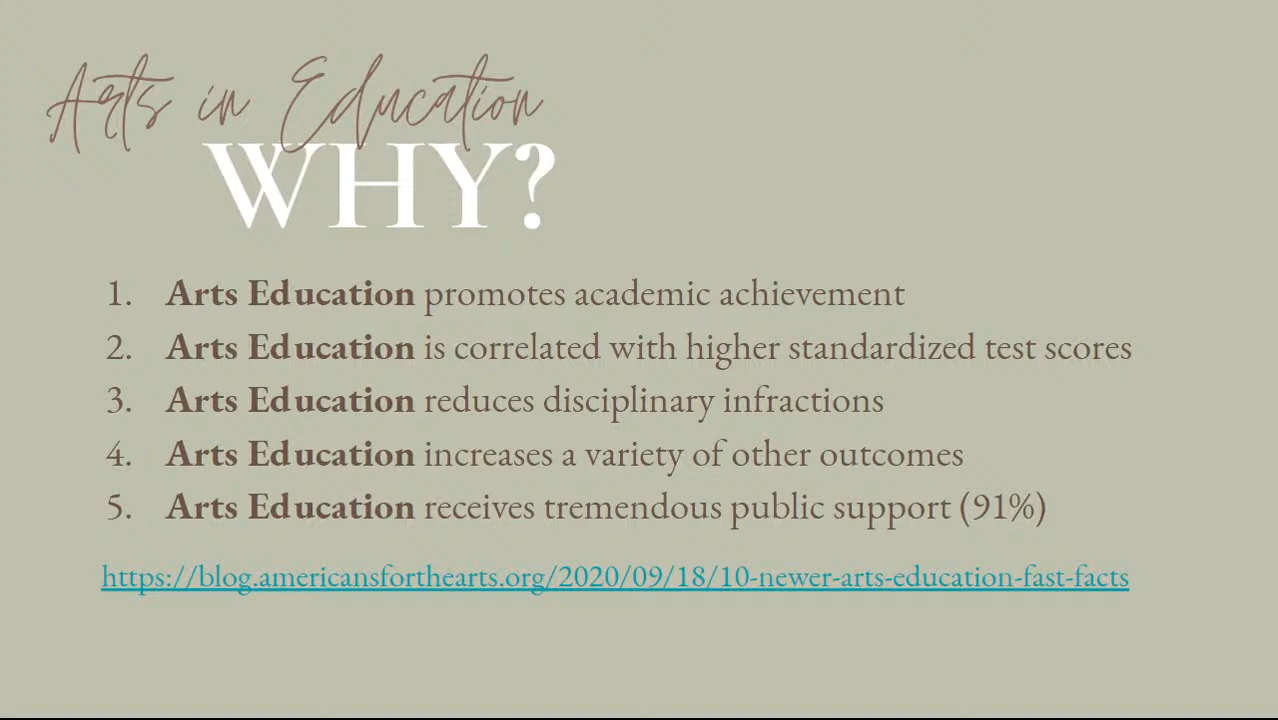 Arts in Education
WHY?
1. Arts Education promotes academic achievement
2. Arts Education is correlated with higher standardized test scores
3. Arts Education reduces disciplinary infractions
4. Arts Education increases a variety of other outcomes
5. Arts Education receives tremendous public support (91%)
https://blog.americansforthearts.org/2020/09/18/10-newer-arts-education-fast-facts